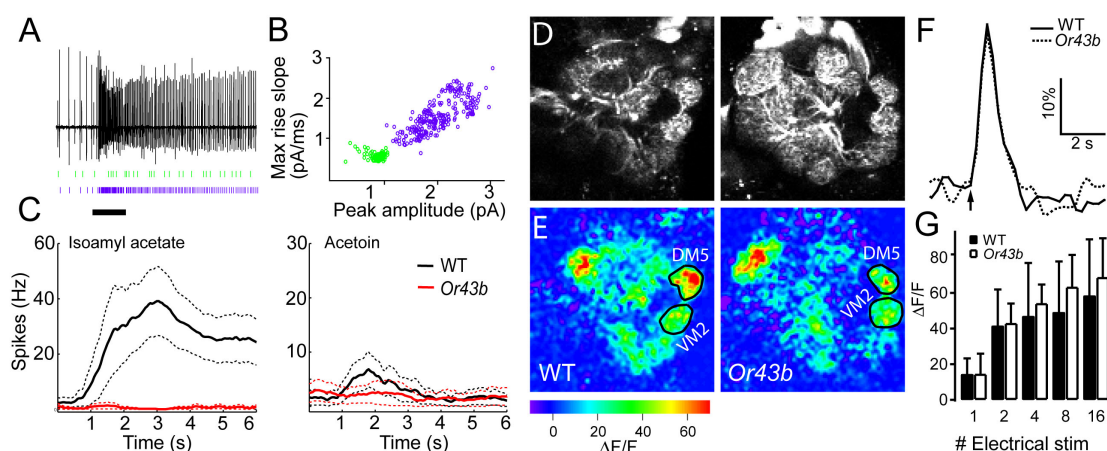 A
B
Max rise slope
(pA/ms)
3
2
1
1
2
3
Peak amplitude (pA)
C
Isoamyl acetate
Spikes (Hz)
60
40
20
1
2
3
4
5
6
Time (s)
Acetoin
WT
Or43b
30
20
10
1
2
3
4
5
6
Time (s)
D
E
DM5
VM2
WT
DM5
VM2
Or43b
0
20
40
60
ΔF/F
F
WT
Or43b
10%
2 s
G
WT
Or43b
ΔF/F
80
60
40
20
0
1
2
4
8
16
# Electrical stim